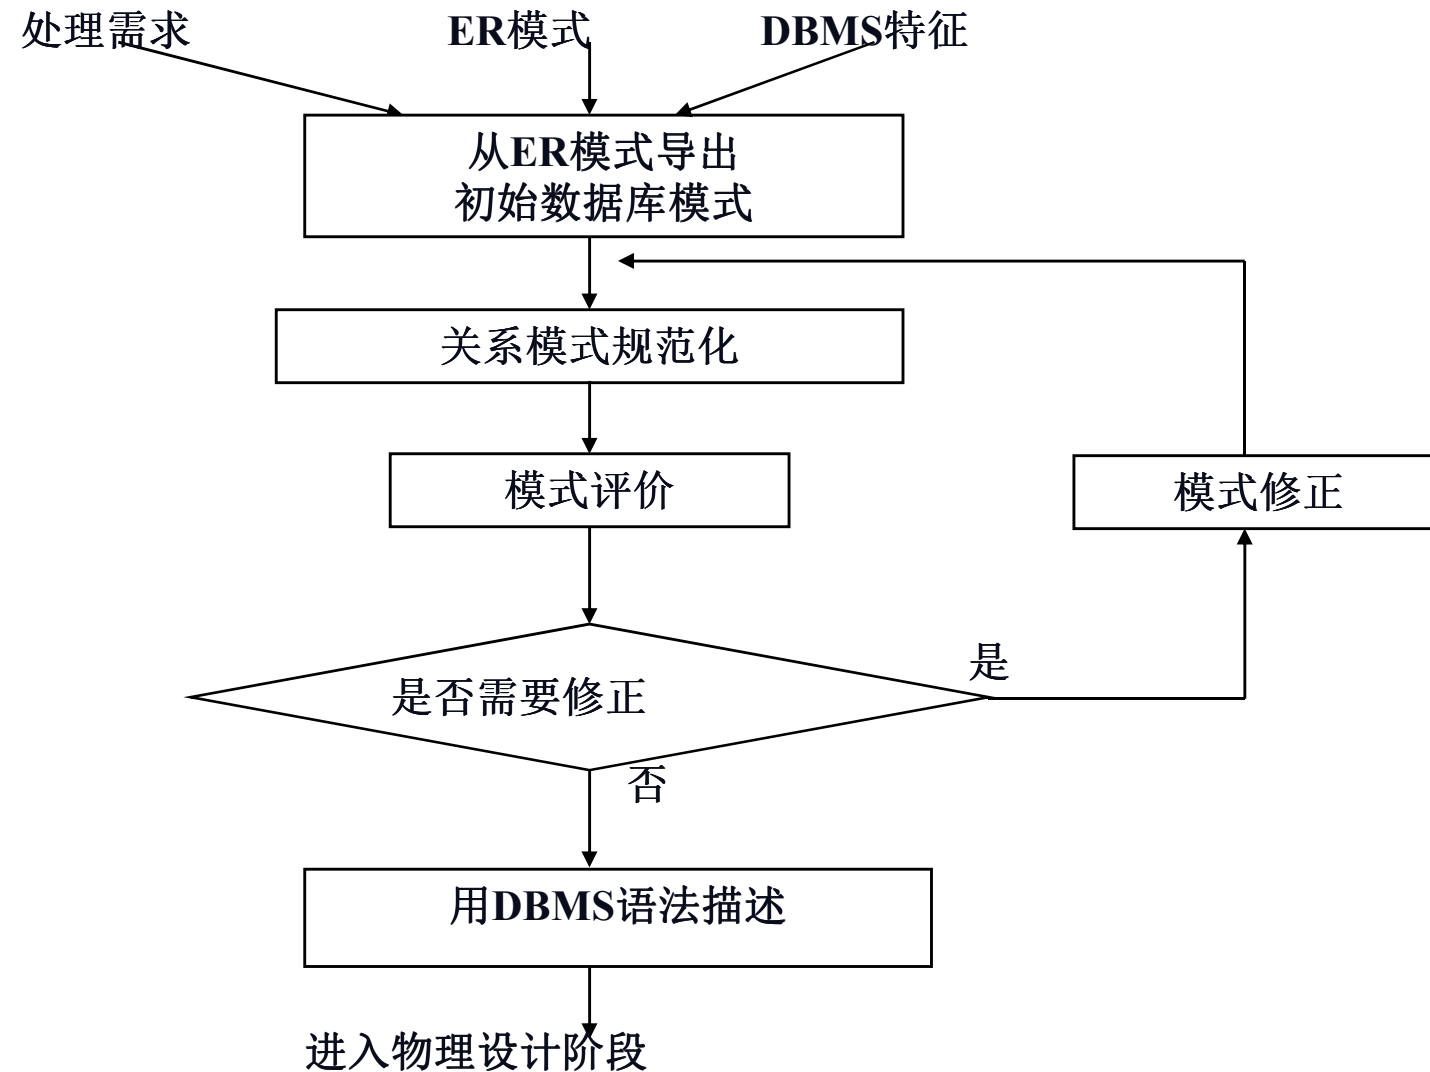 处理需求
ER模式
DBMS特征
从ER模式导出
初始数据库模式
关系模式规范化
模式评价
模式修正
是
是否需要修正
否
用DBMS语法描述
进入物理设计阶段